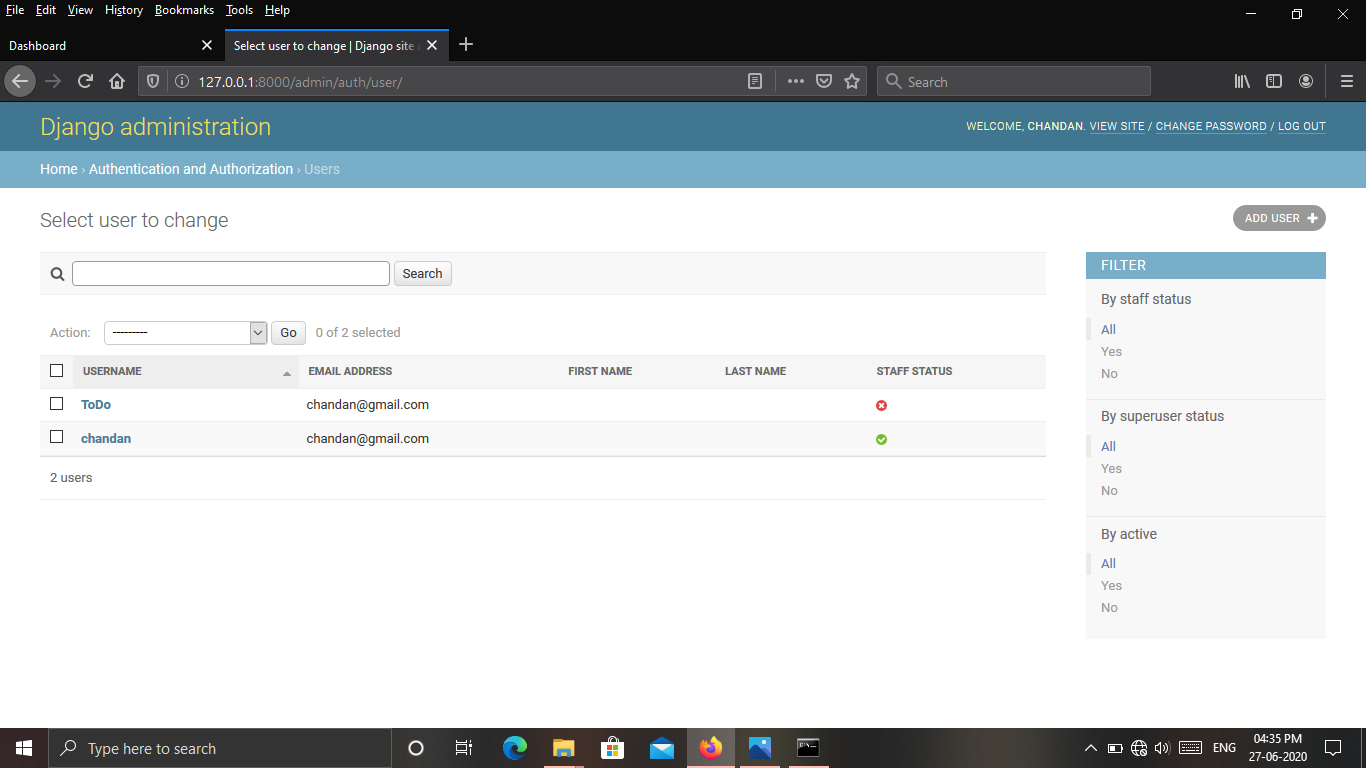 File Edit View History Bookmarks Tools Help
Dashboard
Select user to change | Django site
127.0.0.1:8000/admin/auth/user/
Search
Django administration
WELCOME, CHANDAN. VIEW SITE / CHANGE PASSWORD / LOG OUT
Home › Authentication and Authorization › Users
Select user to change
ADD USER +
Search
Action: --------- Go 0 of 2 selected
USERNAME EMAIL ADDRESS FIRST NAME LAST NAME STAFF STATUS
ToDo chandan@gmail.com
chandan chandan@gmail.com
2 users
FILTER
By staff status
All
Yes
No
By superuser status
All
Yes
No
By active
All
Yes
No
Type here to search
ENG
04:35 PM
27-06-2020